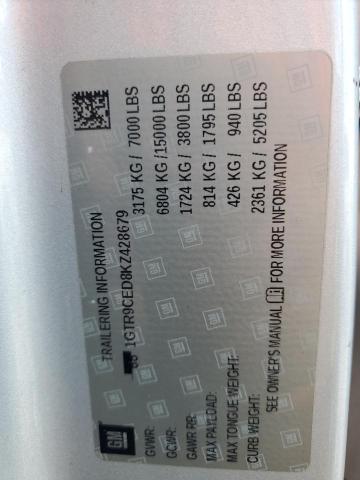 TRAILERING INFORMATION
1GTR9CED8KZ428679
GVWR: 3175 KG / 7000 LBS
GCWR: 6804 KG /15000 LBS
GAWR RR: 1724 KG / 3800 LBS
MAX PAYLOAD: 814 KG / 1795 LBS
MAX TONGUE WEIGHT: 426 KG / 940 LBS
CURB WEIGHT: 2361 KG / 5205 LBS
SEE OWNER'S MANUAL FOR MORE INFORMATION
GM